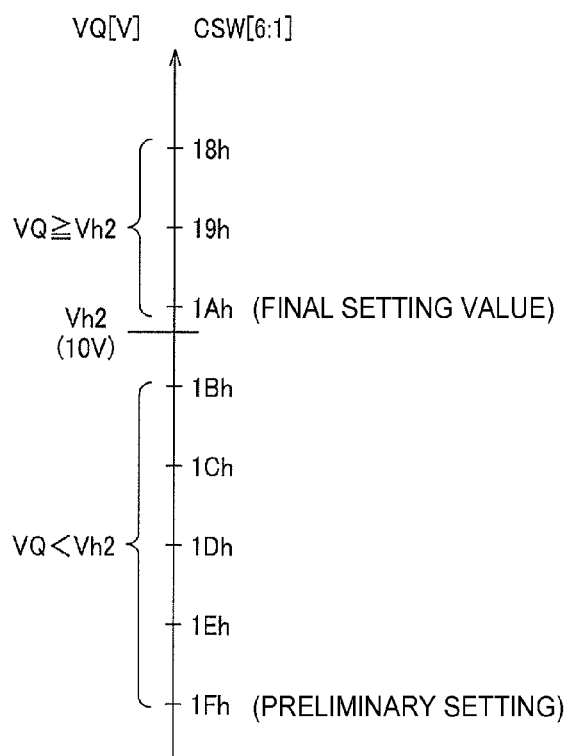 VQ[V] CSW[6:1]
18h
VQ≧Vh2 19h
1Ah (FINAL SETTING VALUE)
Vh2
(10V)
1Bh
1Ch
VQ<Vh2 1Dh
1Eh
1Fh (PRELIMINARY SETTING)